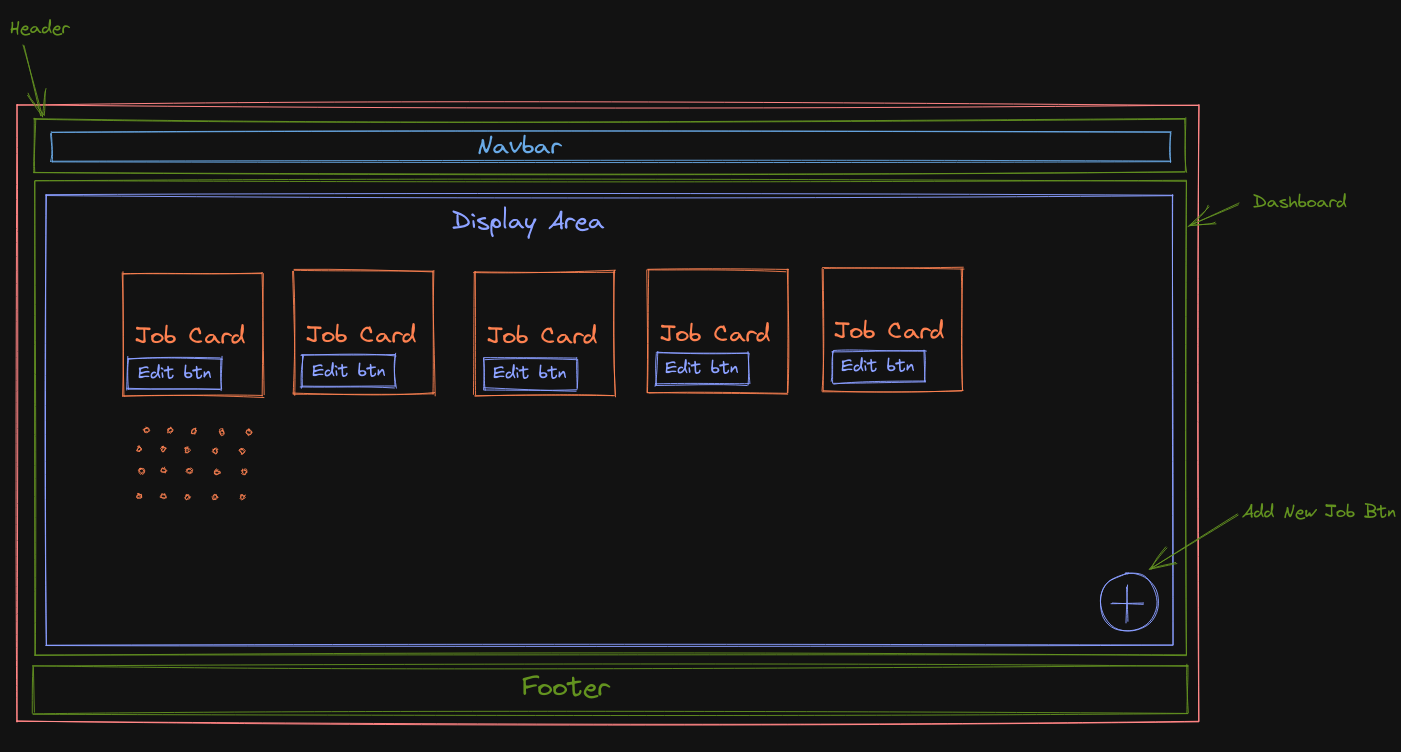 Header
Navbar
Dashboard
Display Area
Job Card
Edit btn
Job Card
Edit btn
Job Card
Edit btn
Job Card
Edit btn
Job Card
Edit btn
Add New Job Btn
Footer